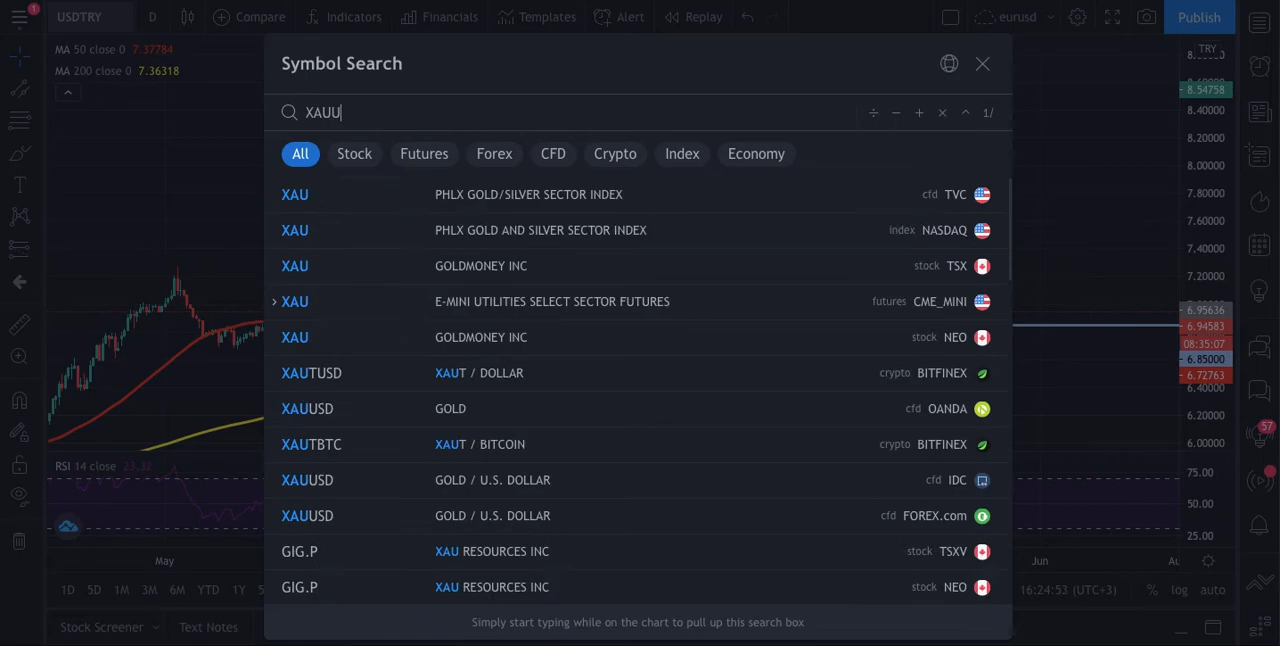 USDTRY D Compare Indicators Financials Templates Alert Replay eurusd Publish
1
MA 50 close 0 7.37784
MA 200 close 0 7.36318
Symbol Search
XAUU
÷ − + × ^ 1/
All Stock Futures Forex CFD Crypto Index Economy
XAU PHLX GOLD/SILVER SECTOR INDEX cfd TVC
XAU PHLX GOLD AND SILVER SECTOR INDEX index NASDAQ
XAU GOLDMONEY INC stock TSX
XAU E-MINI UTILITIES SELECT SECTOR FUTURES futures CME_MINI
XAU GOLDMONEY INC stock NEO
XAUTUSD XAUT / DOLLAR crypto BITFINEX
XAUUSD GOLD cfd OANDA
XAUTBTC XAUT / BITCOIN crypto BITFINEX
XAUUSD GOLD / U.S. DOLLAR cfd IDC
XAUUSD GOLD / U.S. DOLLAR cfd FOREX.com
GIG.P XAU RESOURCES INC stock TSXV
GIG.P XAU RESOURCES INC stock NEO
Simply start typing while on the chart to pull up this search box
TRY
8.54758
8.40000
8.20000
8.00000
7.80000
7.60000
7.40000
7.20000
6.95636
6.94583
08:35:07
6.85000
6.72763
6.40000
6.20000
6.00000
RSI 14 close 23.32
75.00
50.00
25.00
57
May Jun
1D 5D 1M 3M 6M YTD 1Y 16:24:53 (UTC+3) % log auto
Stock Screener Text Notes